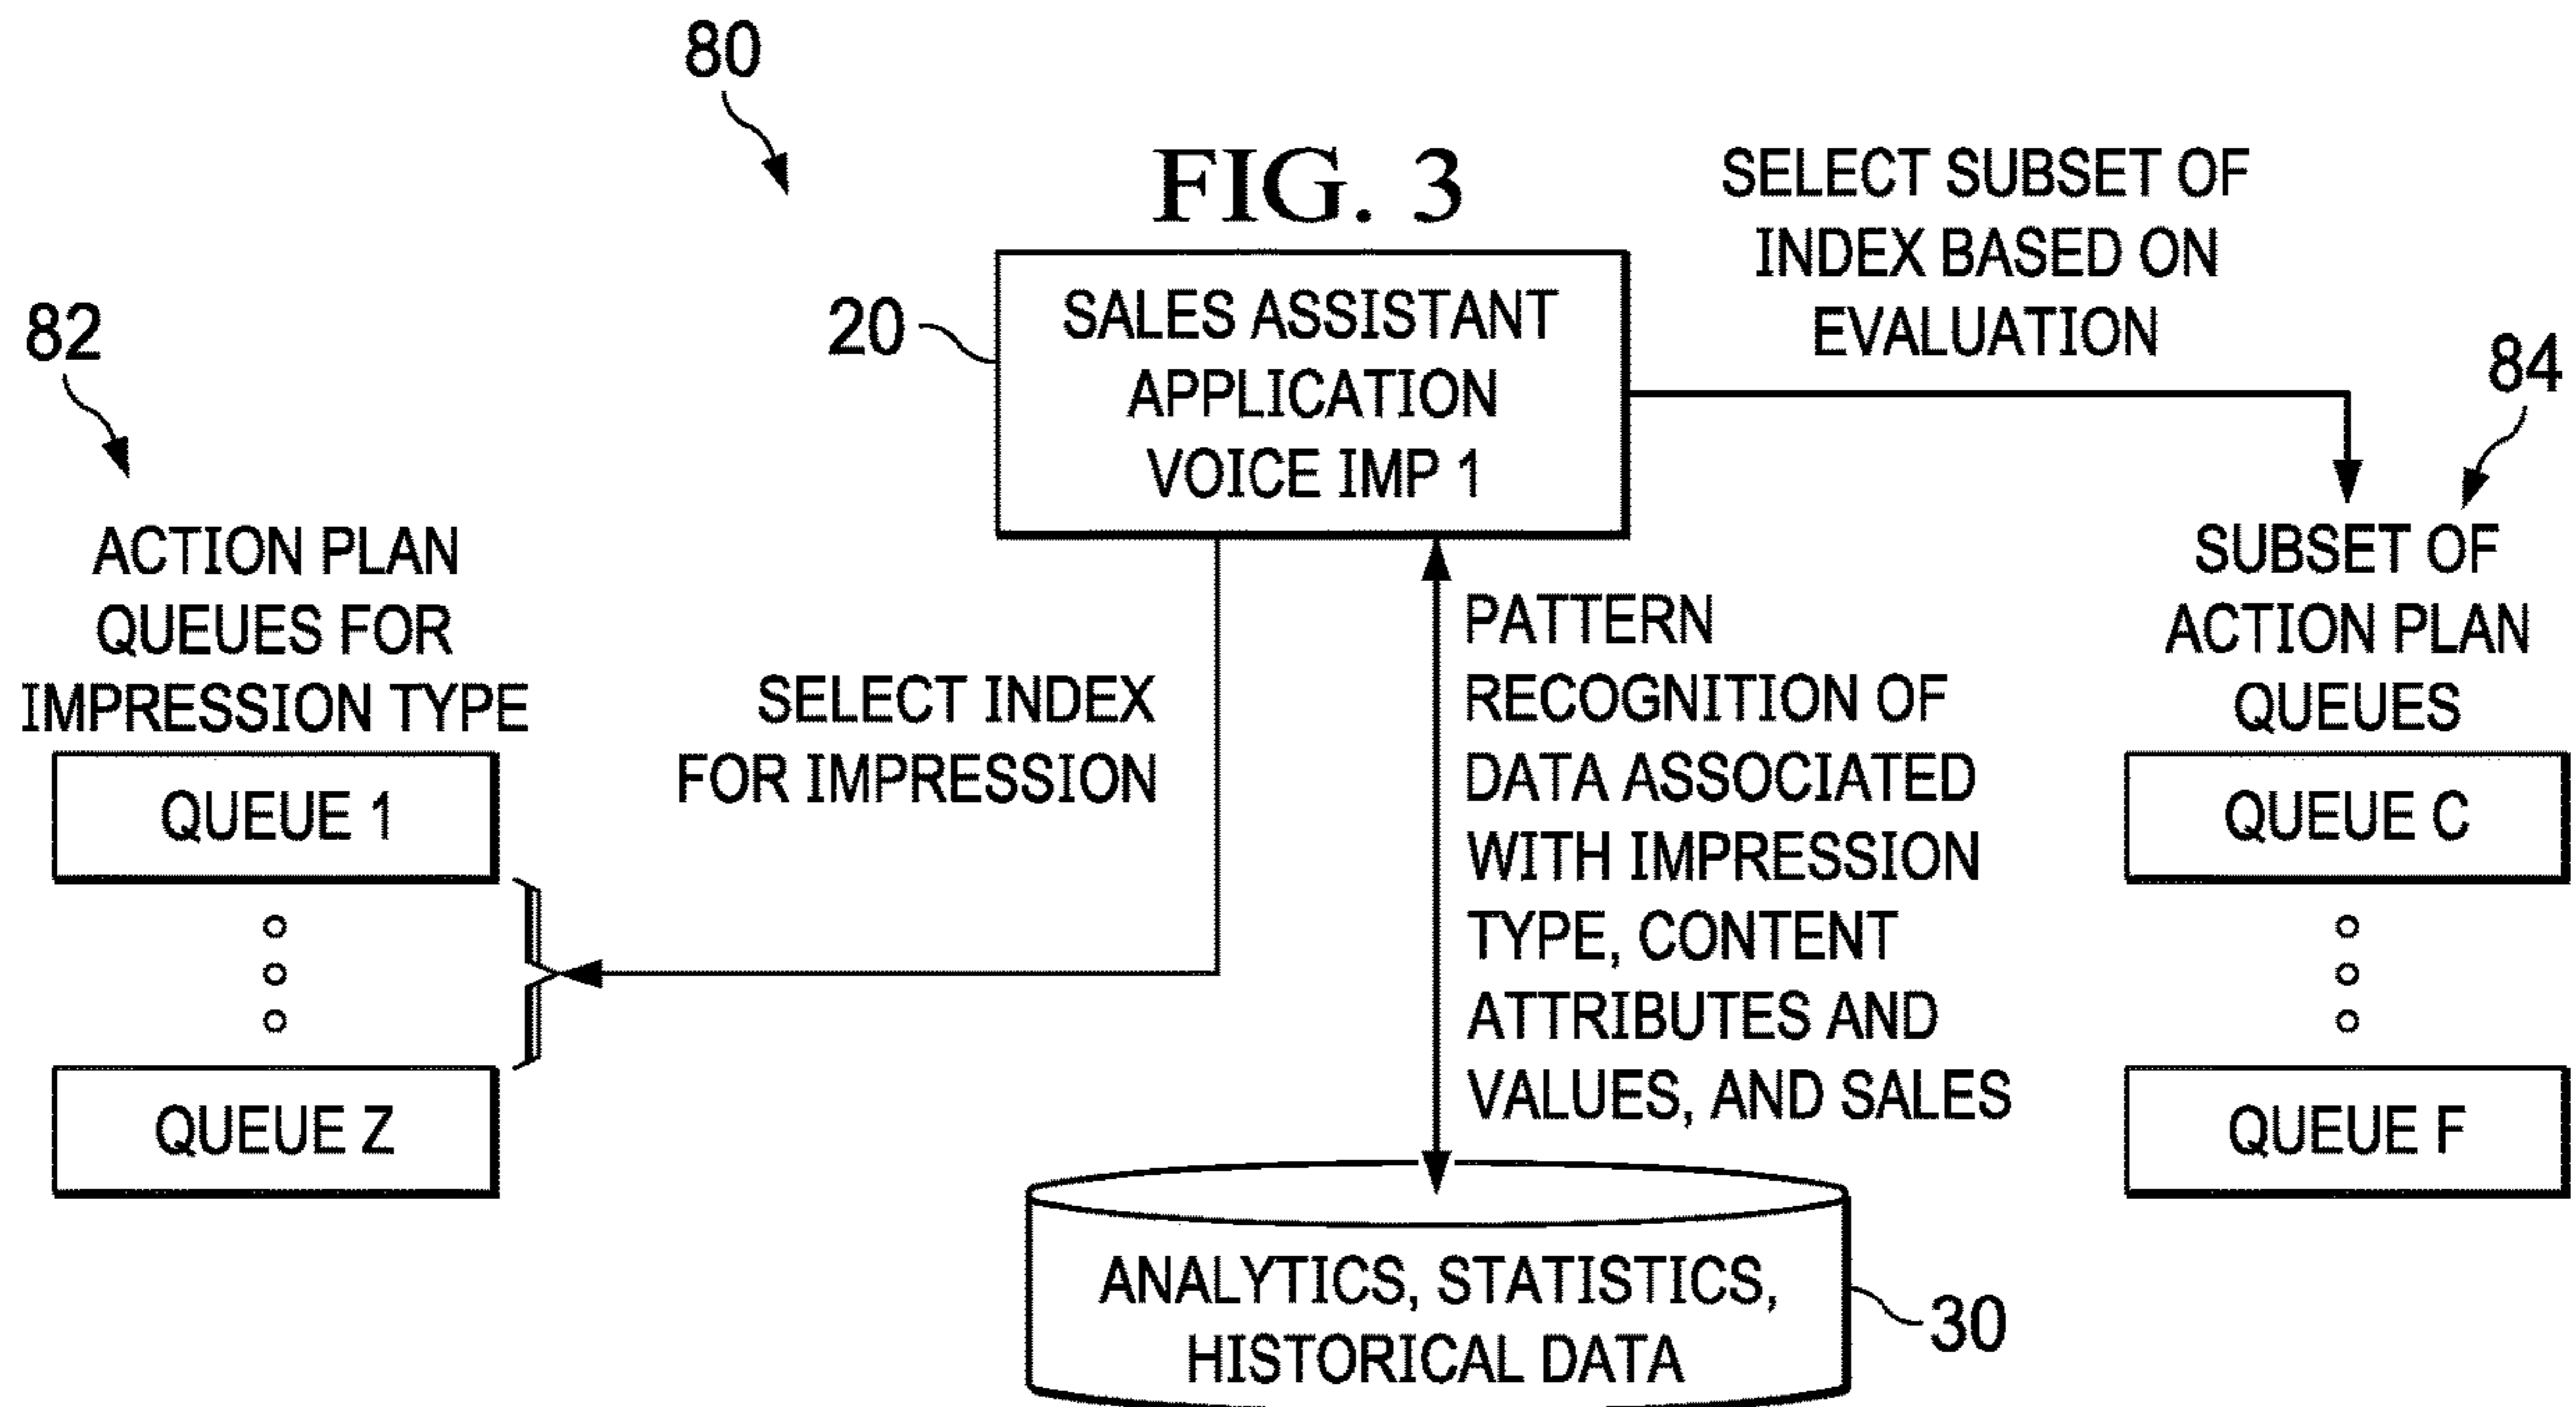 80
FIG. 3
SELECT SUBSET OF
INDEX BASED ON
EVALUATION
82
20
SALES ASSISTANT
APPLICATION
VOICE IMP 1
84
ACTION PLAN
QUEUES FOR
IMPRESSION TYPE
SELECT INDEX
FOR IMPRESSION
PATTERN
RECOGNITION OF
DATA ASSOCIATED
WITH IMPRESSION
TYPE, CONTENT
ATTRIBUTES AND
VALUES, AND SALES
SUBSET OF
ACTION PLAN
QUEUES
QUEUE 1
QUEUE Z
QUEUE C
QUEUE F
ANALYTICS, STATISTICS,
HISTORICAL DATA
30